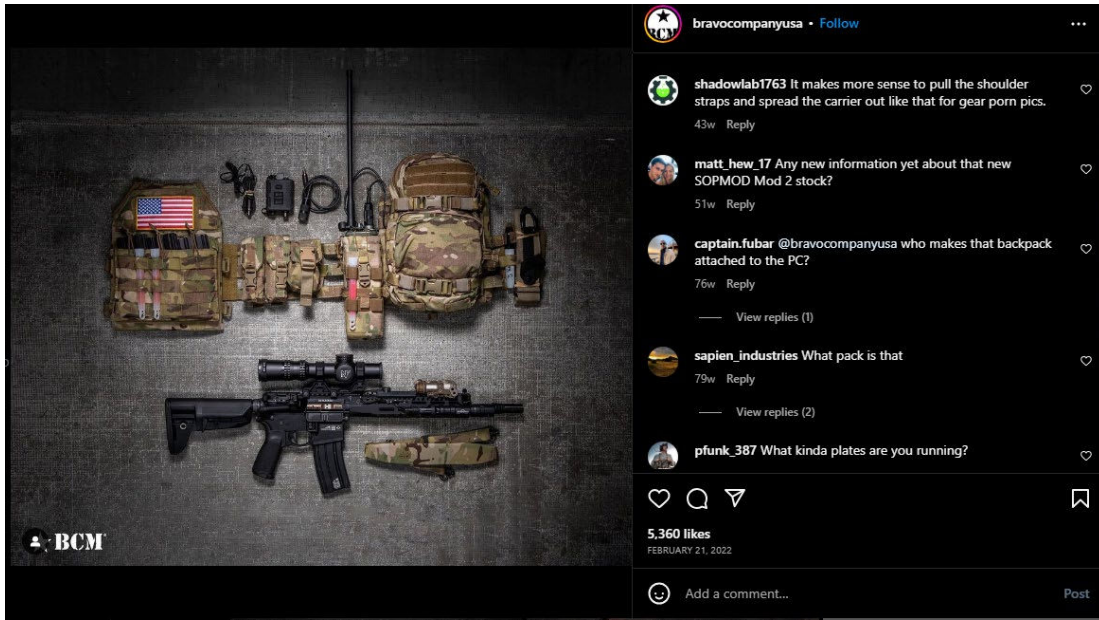 bravocompanyusa • Follow
shadowlab1763 It makes more sense to pull the shoulder
straps and spread the carrier out like that for gear porn pics.
43w Reply
matt_hew_17 Any new information yet about that new
SOPMOD Mod 2 stock?
51w Reply
captain.fubar @bravocompanyusa who makes that backpack
attached to the PC?
76w Reply
View replies (1)
sapien_industries What pack is that
79w Reply
View replies (2)
pfunk_387 What kinda plates are you running?
5,360 likes
FEBRUARY 21, 2022
Add a comment...
Post
BCM
BCM